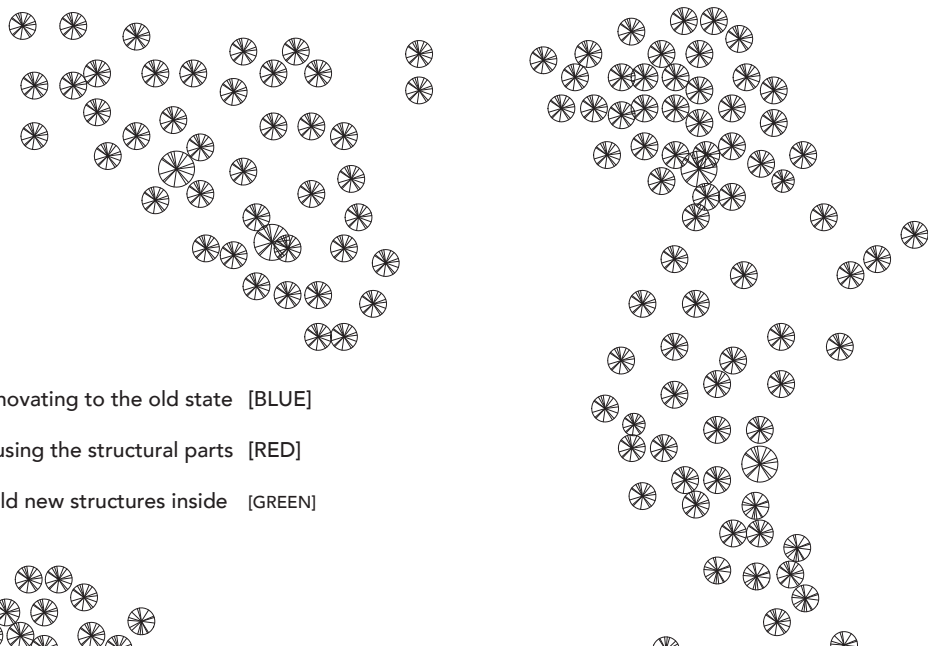 novating to the old state [BLUE]
using the structural parts [RED]
ld new structures inside [GREEN]